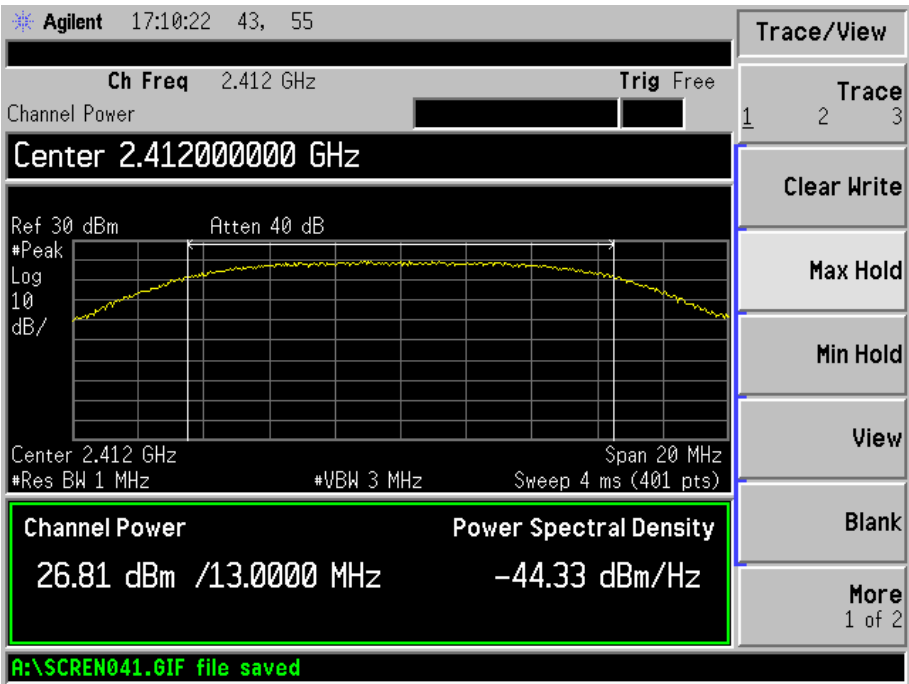 Agilent 17:10:22 43, 55
Trace/View
Ch Freq 2.412 GHz Trig Free
Channel Power
Trace
1 2 3
Center 2.412000000 GHz
Clear Write
Ref 30 dBm Atten 40 dB
#Peak
Log
10
dB/
Max Hold
Min Hold
View
Center 2.412 GHz Span 20 MHz
#Res BW 1 MHz #VBW 3 MHz Sweep 4 ms (401 pts)
Blank
Channel Power Power Spectral Density
26.81 dBm /13.0000 MHz -44.33 dBm/Hz
More
1 of 2
A:\SCREN041.GIF file saved